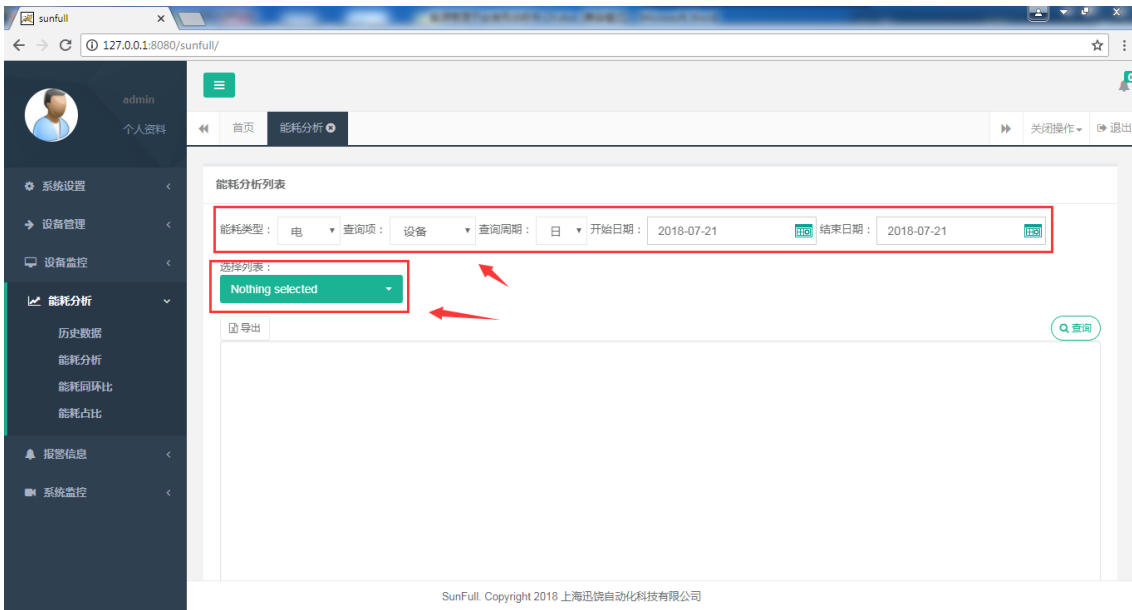 sunfull
127.0.0.1:8080/sunfull/
admin
个人资料
首页 能耗分析 关闭操作 退出
系统设置
设备管理
设备监控
能耗分析
历史数据
能耗分析
能耗同环比
能耗占比
报警信息
系统监控
能耗分析列表
能耗类型： 电 查询项： 设备 查询周期： 日 开始日期： 2018-07-21 结束日期： 2018-07-21
选择列表：
Nothing selected
导出 查询
SunFull. Copyright 2018 上海迅饶自动化科技有限公司